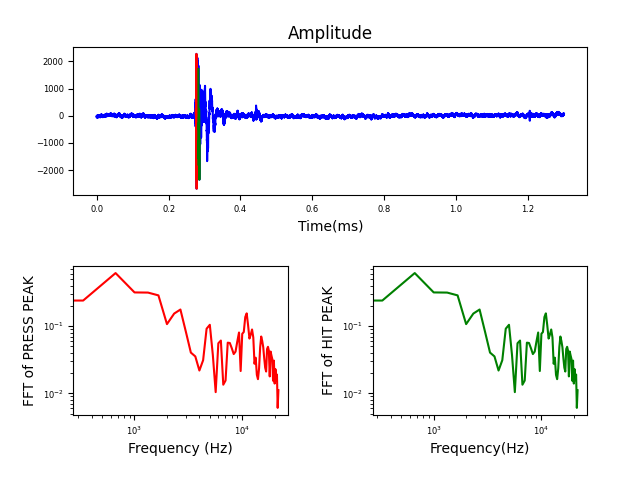 Amplitude
2000
1000
0
−1000
−2000
0.0 0.2 0.4 0.6 0.8 1.0 1.2
Time(ms)
FFT of PRESS PEAK
10⁻¹
10⁻²
10³ 10⁴
Frequency (Hz)
FFT of HIT PEAK
10⁻¹
10⁻²
10³ 10⁴
Frequency(Hz)